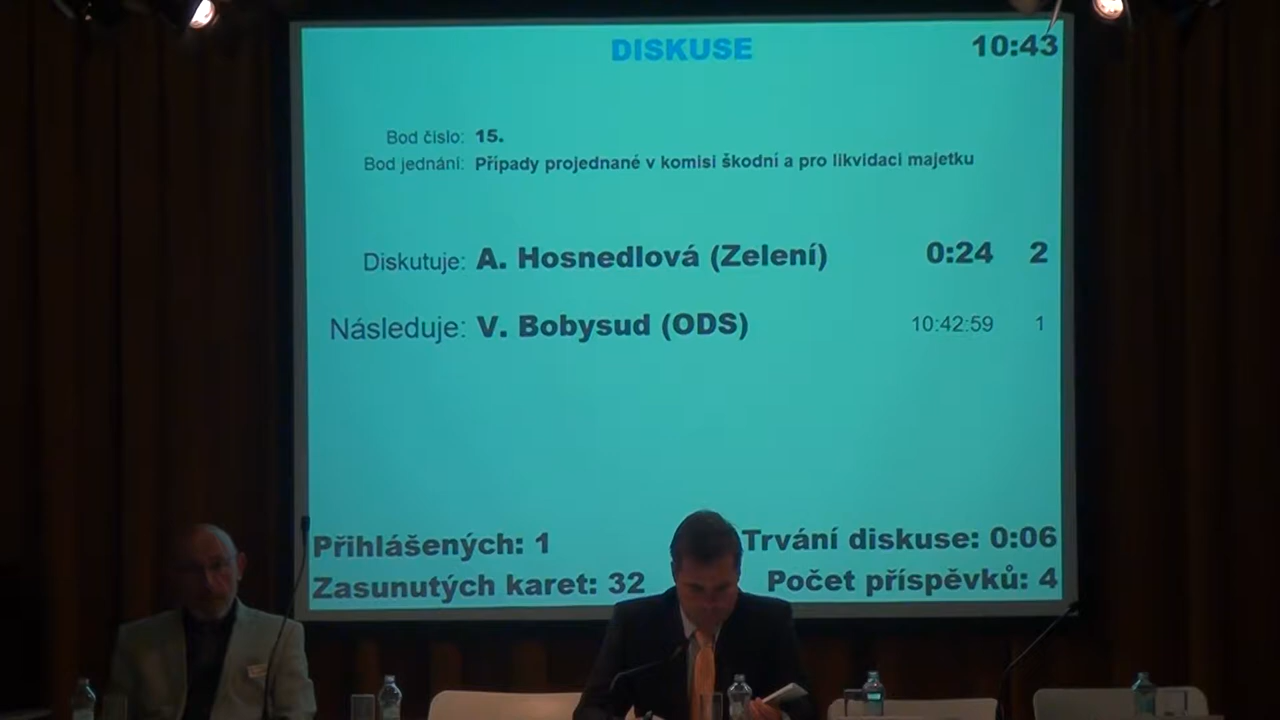 DISKUSE 10:43
Bod číslo: 15.
Bod jednání: Případy projednané v komisi škodní a pro likvidaci majetku
Diskutuje: A. Hosnedlová (Zelení) 0:24 2
Následuje: V. Bobysud (ODS) 10:42:59 1
Přihlášených: 1 Trvání diskuse: 0:06
Zasunutých karet: 32 Počet příspěvků: 4